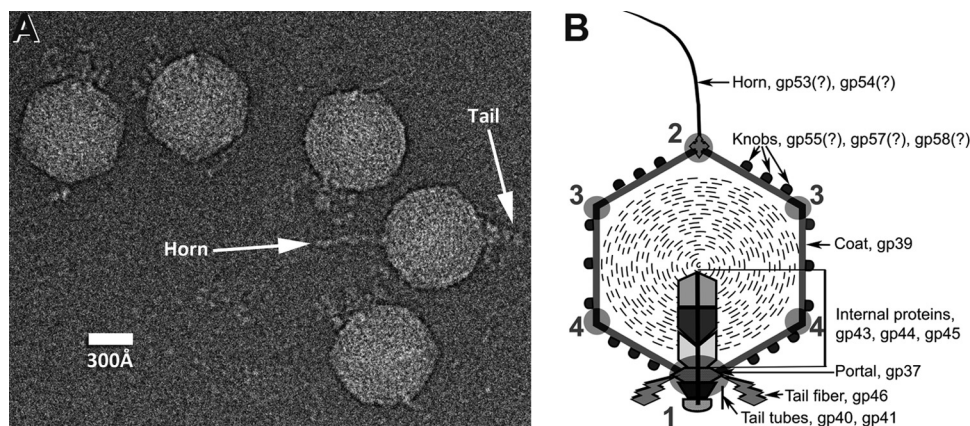 A
Tail
Horn
300Å
B
Horn, gp53(?), gp54(?)
2
Knobs, gp55(?), gp57(?), gp58(?)
3
3
Coat, gp39
4
4
Internal proteins,
gp43, gp44, gp45
Portal, gp37
Tail fiber, gp46
1
Tail tubes, gp40, gp41